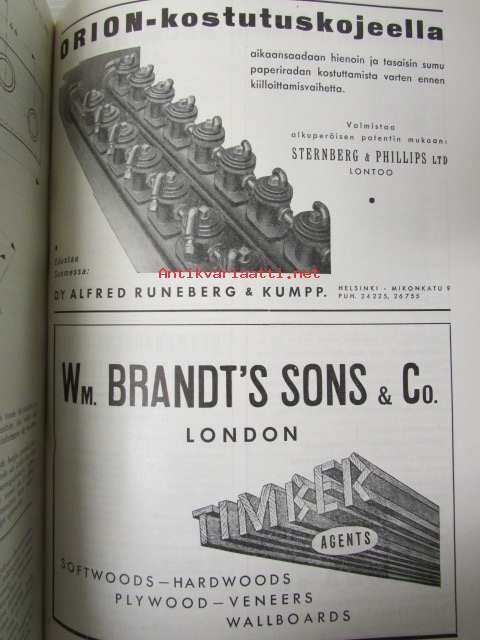 ORION-kostutuskojeella
aikaansaadaan hienoin ja tasaisin sumu
paperiradan kostuttamista varten ennen
kiilloittamisvaihetta.
Valmistaa
alkuperäisen patentin mukaan:
STERNBERG & PHILLIPS LTD
LONTOO
Edustaa
Suomessa:
Antikvariaatti.net
OY ALFRED RUNEBERG & KUMPP.
HELSINKI - MIKONKATU 9
PUH. 24225, 26755
WM. BRANDT'S SONS & CO.
LONDON
TIMBER
AGENTS
SOFTWOODS — HARDWOODS
PLYWOOD — VENEERS
WALLBOARDS